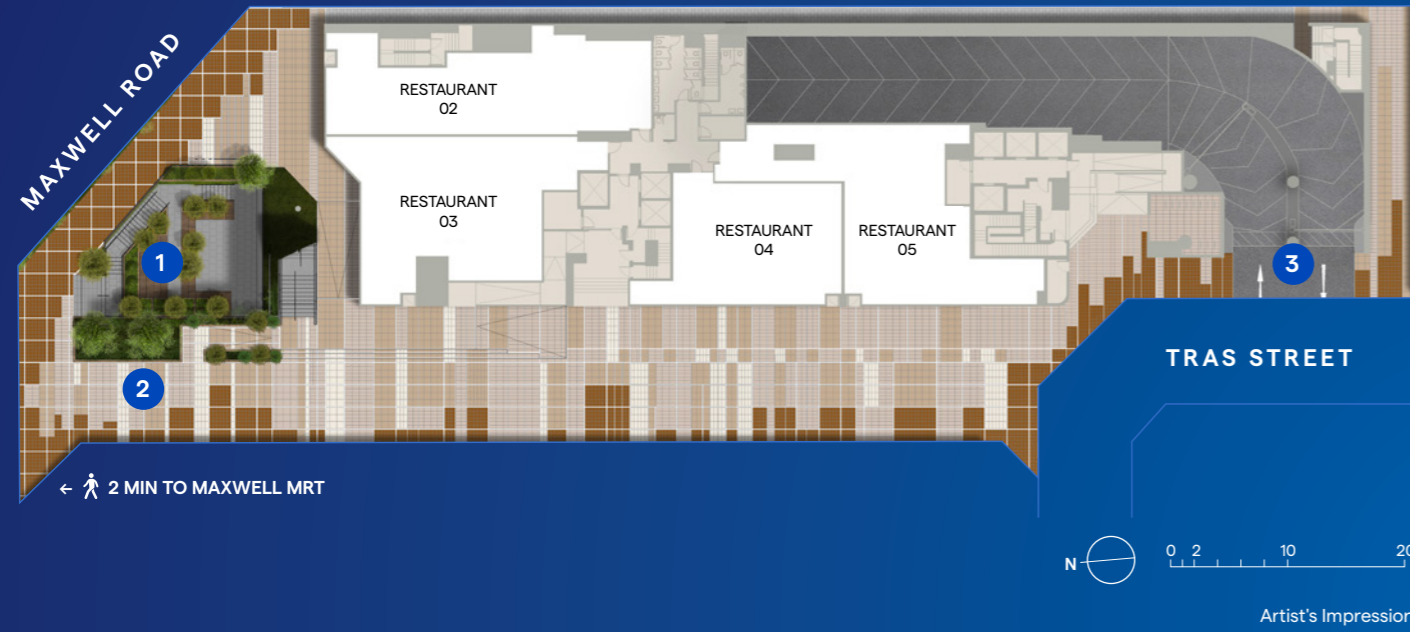 MAXWELL ROAD
RESTAURANT
02
RESTAURANT
03
RESTAURANT
04
RESTAURANT
05
1
2
3
TRAS STREET
← 2 MIN TO MAXWELL MRT
N
0 2 10 20
Artist's Impression